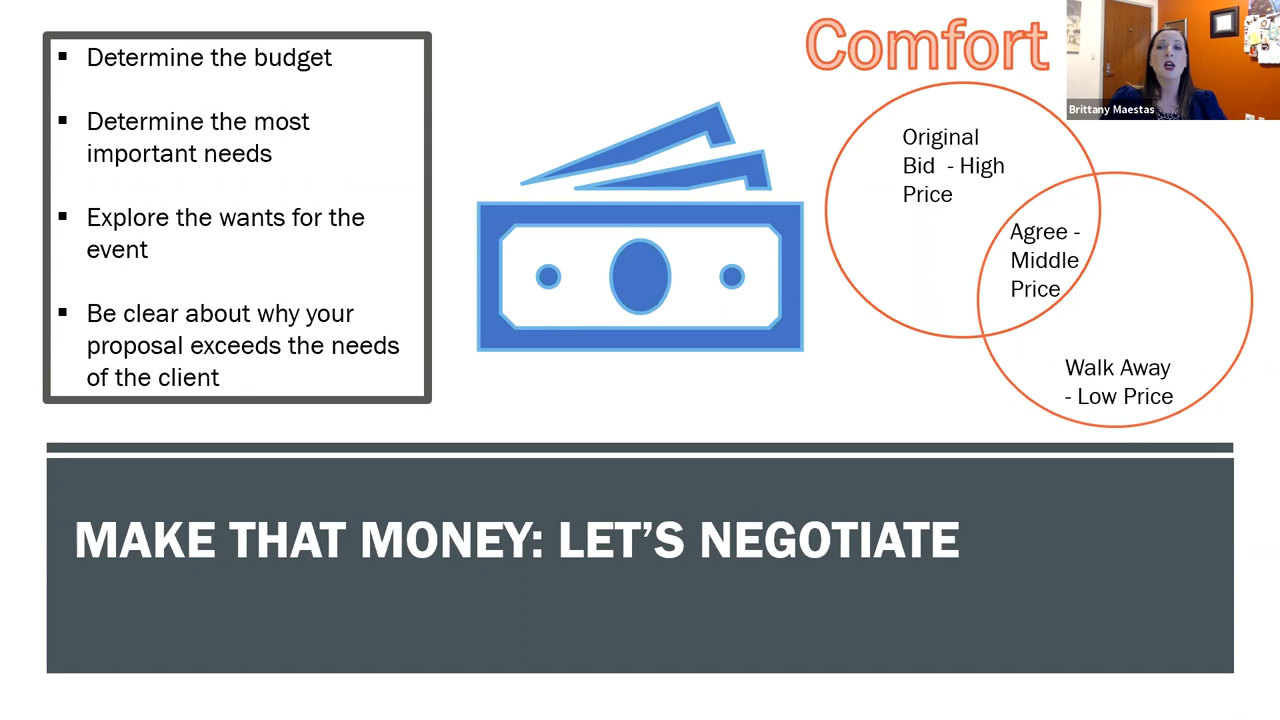 ▪ Determine the budget
▪ Determine the most
important needs
▪ Explore the wants for the
event
▪ Be clear about why your
proposal exceeds the needs
of the client
Comfort
Original
Bid - High
Price
Agree -
Middle
Price
Walk Away
- Low Price
Brittany Maestas
MAKE THAT MONEY: LET’S NEGOTIATE